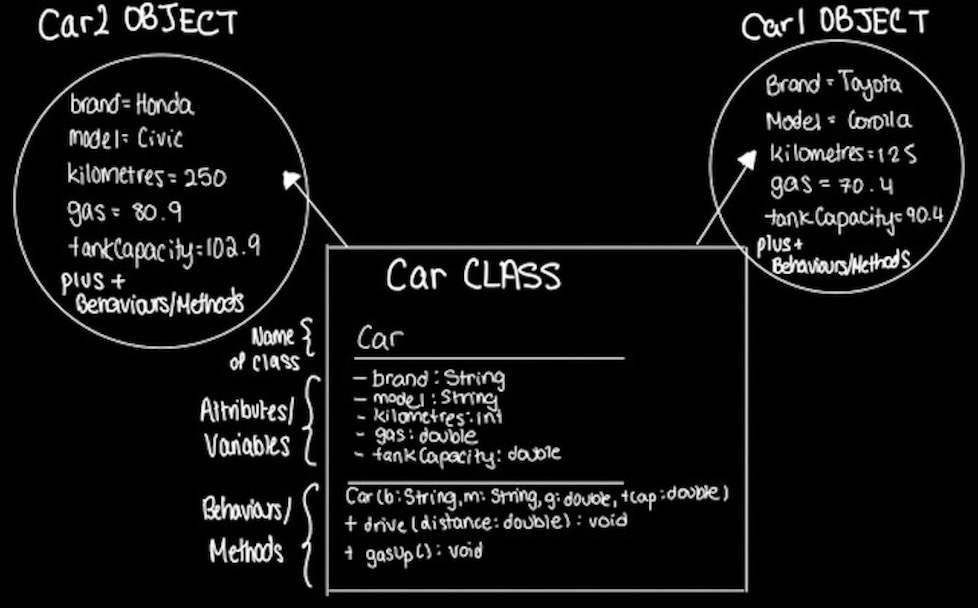 Car2 OBJECT
brand=Honda
model=Civic
kilometres=250
gas=80.9
tankCapacity=102.9
plus+
Behaviours/Methods
Car1 OBJECT
Brand=Toyota
Model=Corolla
kilometres=125
gas=70.4
tankCapacity=90.4
plus+
Behaviours/Methods
Car CLASS
Name
of class
Car
Attributes/
Variables
- brand: String
- model: String
- kilometres: int
- gas: double
- tankCapacity: double
Behaviors/
Methods
Car(b: String, m: String, g: double, tcap: double)
+ drive(distance: double): void
+ gasUp(): void